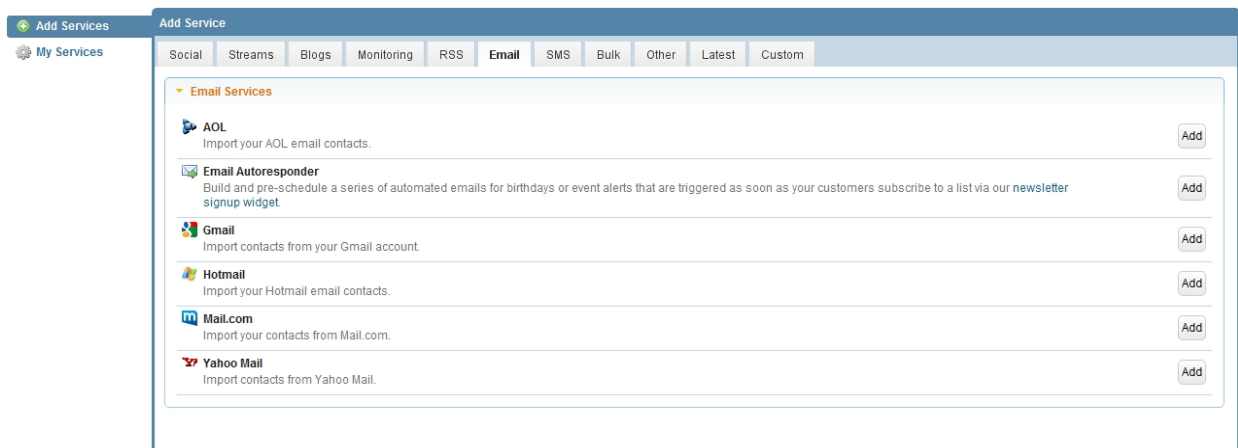 Add Services
My Services
Add Service
Social Streams Blogs Monitoring RSS Email SMS Bulk Other Latest Custom
Email Services
AOL
Import your AOL email contacts.
Add
Email Autoresponder
Build and pre-schedule a series of automated emails for birthdays or event alerts that are triggered as soon as your customers subscribe to a list via our newsletter
signup widget.
Add
Gmail
Import contacts from your Gmail account.
Add
Hotmail
Import your Hotmail email contacts.
Add
Mail.com
Import your contacts from Mail.com.
Add
Yahoo Mail
Import contacts from Yahoo Mail.
Add